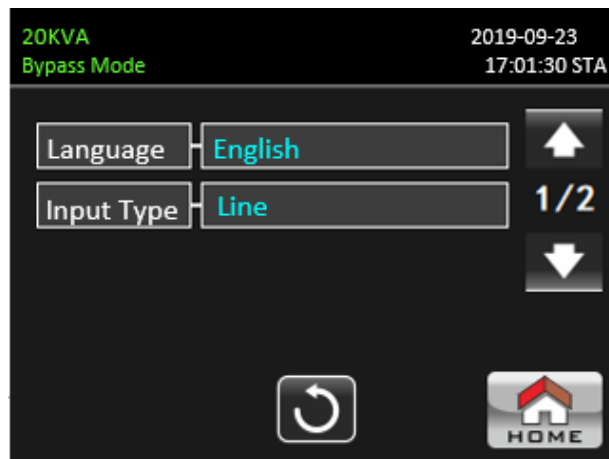 20KVA
2019-09-23
Bypass Mode
17:01:30 STA
Language
English
Input Type
Line
1/2
HOME